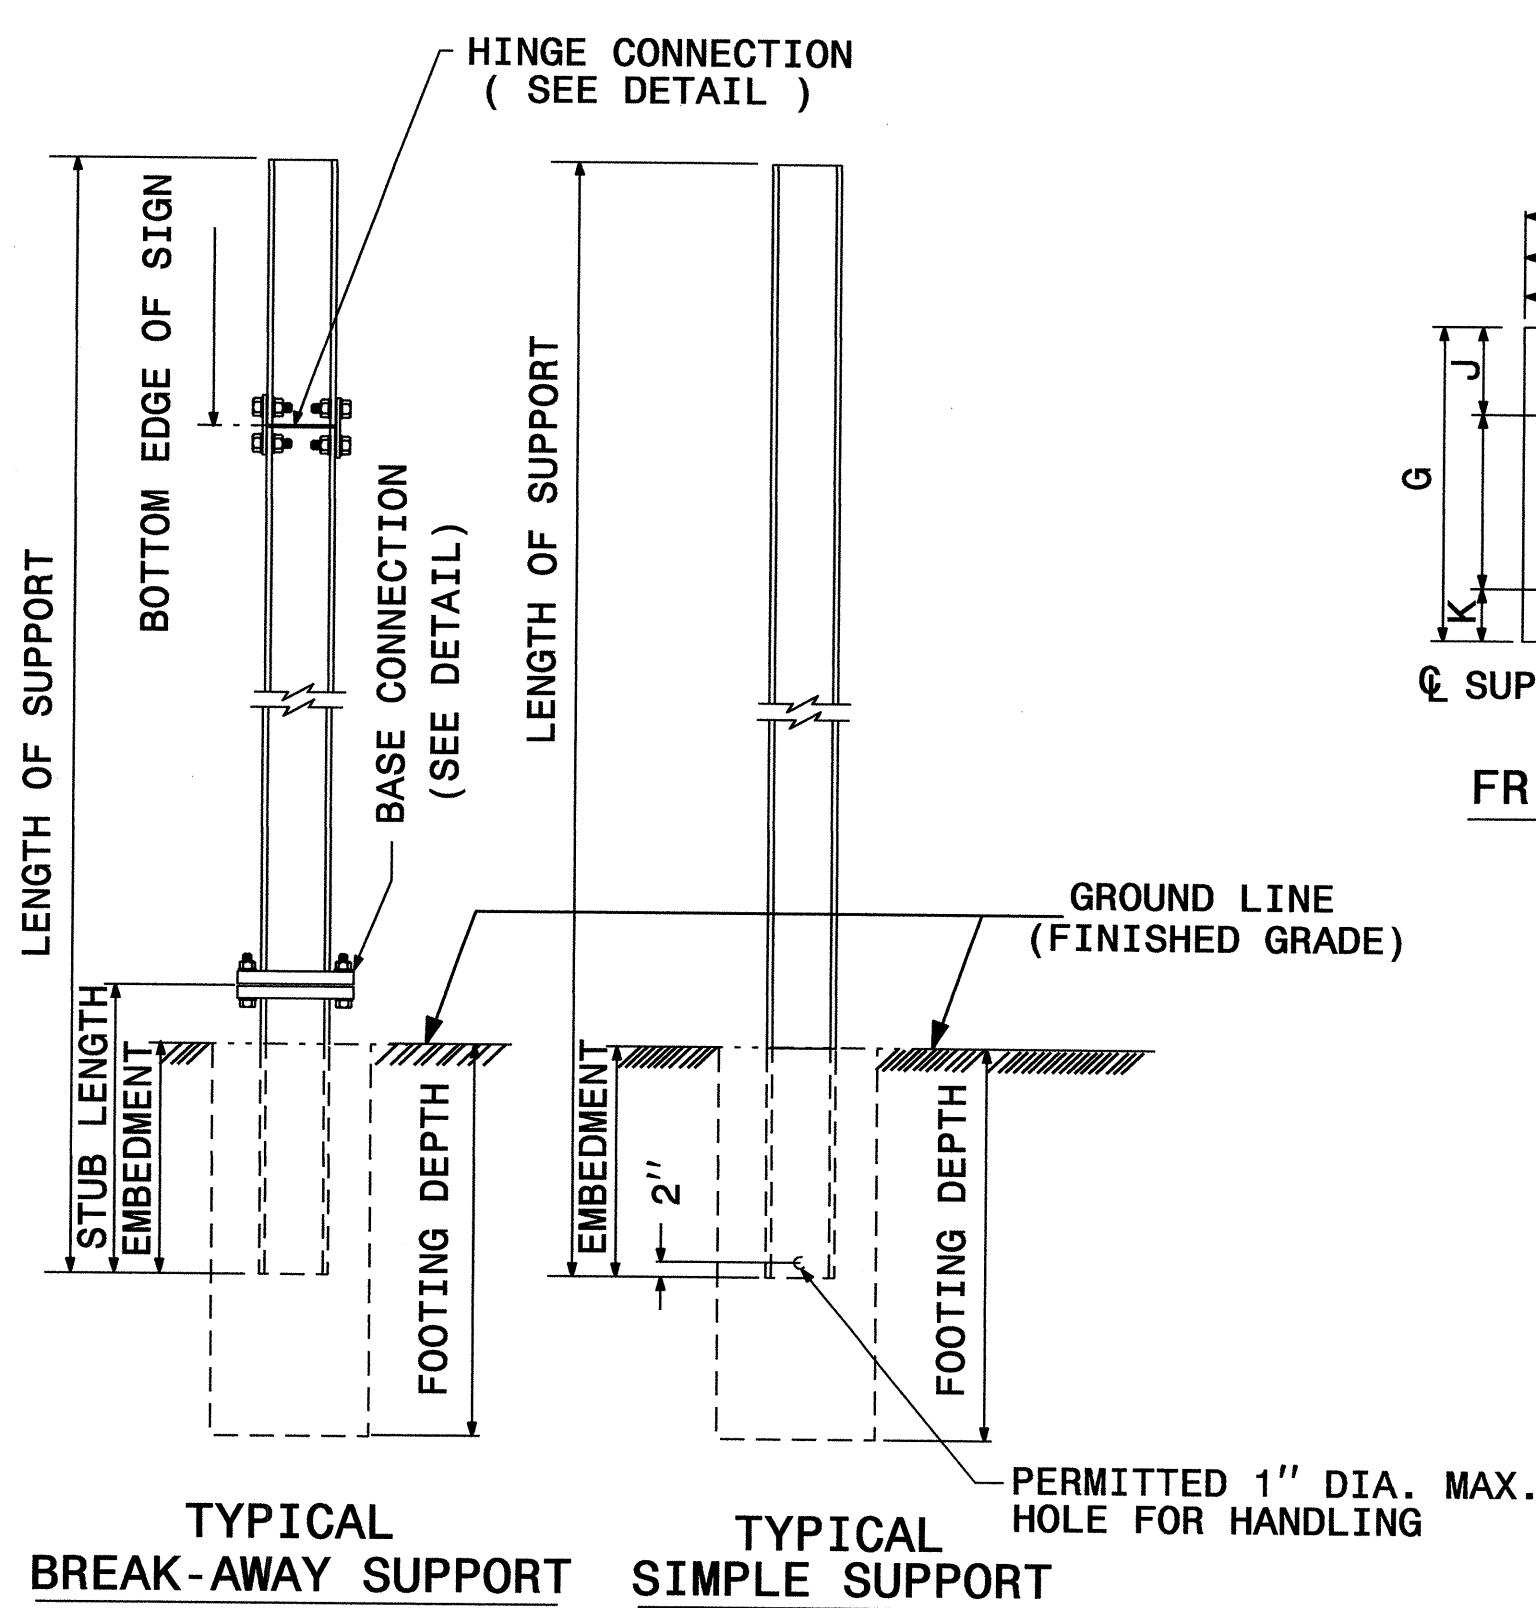 HINGE CONNECTION
( SEE DETAIL )
LENGTH OF SUPPORT
BOTTOM EDGE OF SIGN
BASE CONNECTION
(SEE DETAIL)
STUB LENGTH
EMBEDMENT
FOOTING DEPTH
TYPICAL
BREAK-AWAY SUPPORT
LENGTH OF SUPPORT
GROUND LINE
(FINISHED GRADE)
EMBEDMENT
2"
FOOTING DEPTH
PERMITTED 1" DIA. MAX.
HOLE FOR HANDLING
TYPICAL
SIMPLE SUPPORT
J
G
K
℄ SUP
FR